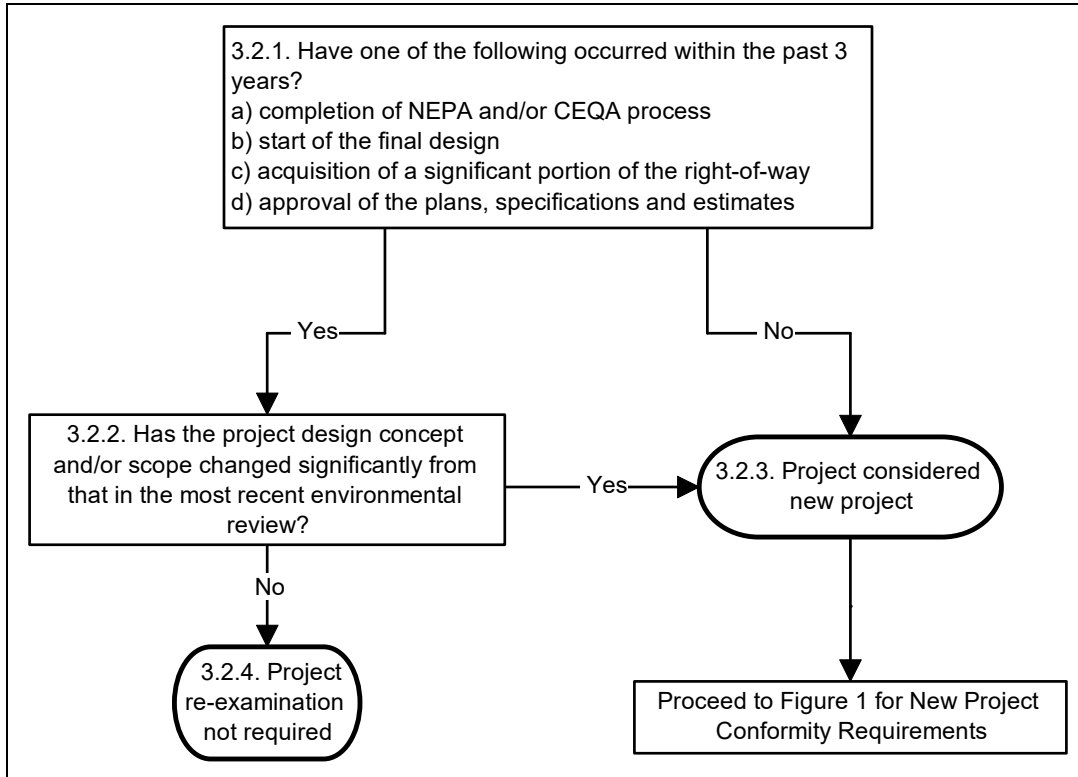 3.2.1. Have one of the following occurred within the past 3
years?
a) completion of NEPA and/or CEQA process
b) start of the final design
c) acquisition of a significant portion of the right-of-way
d) approval of the plans, specifications and estimates
Yes
No
3.2.2. Has the project design concept
and/or scope changed significantly from
that in the most recent environmental
review?
Yes
3.2.3. Project considered
new project
No
3.2.4. Project
re-examination
not required
Proceed to Figure 1 for New Project
Conformity Requirements